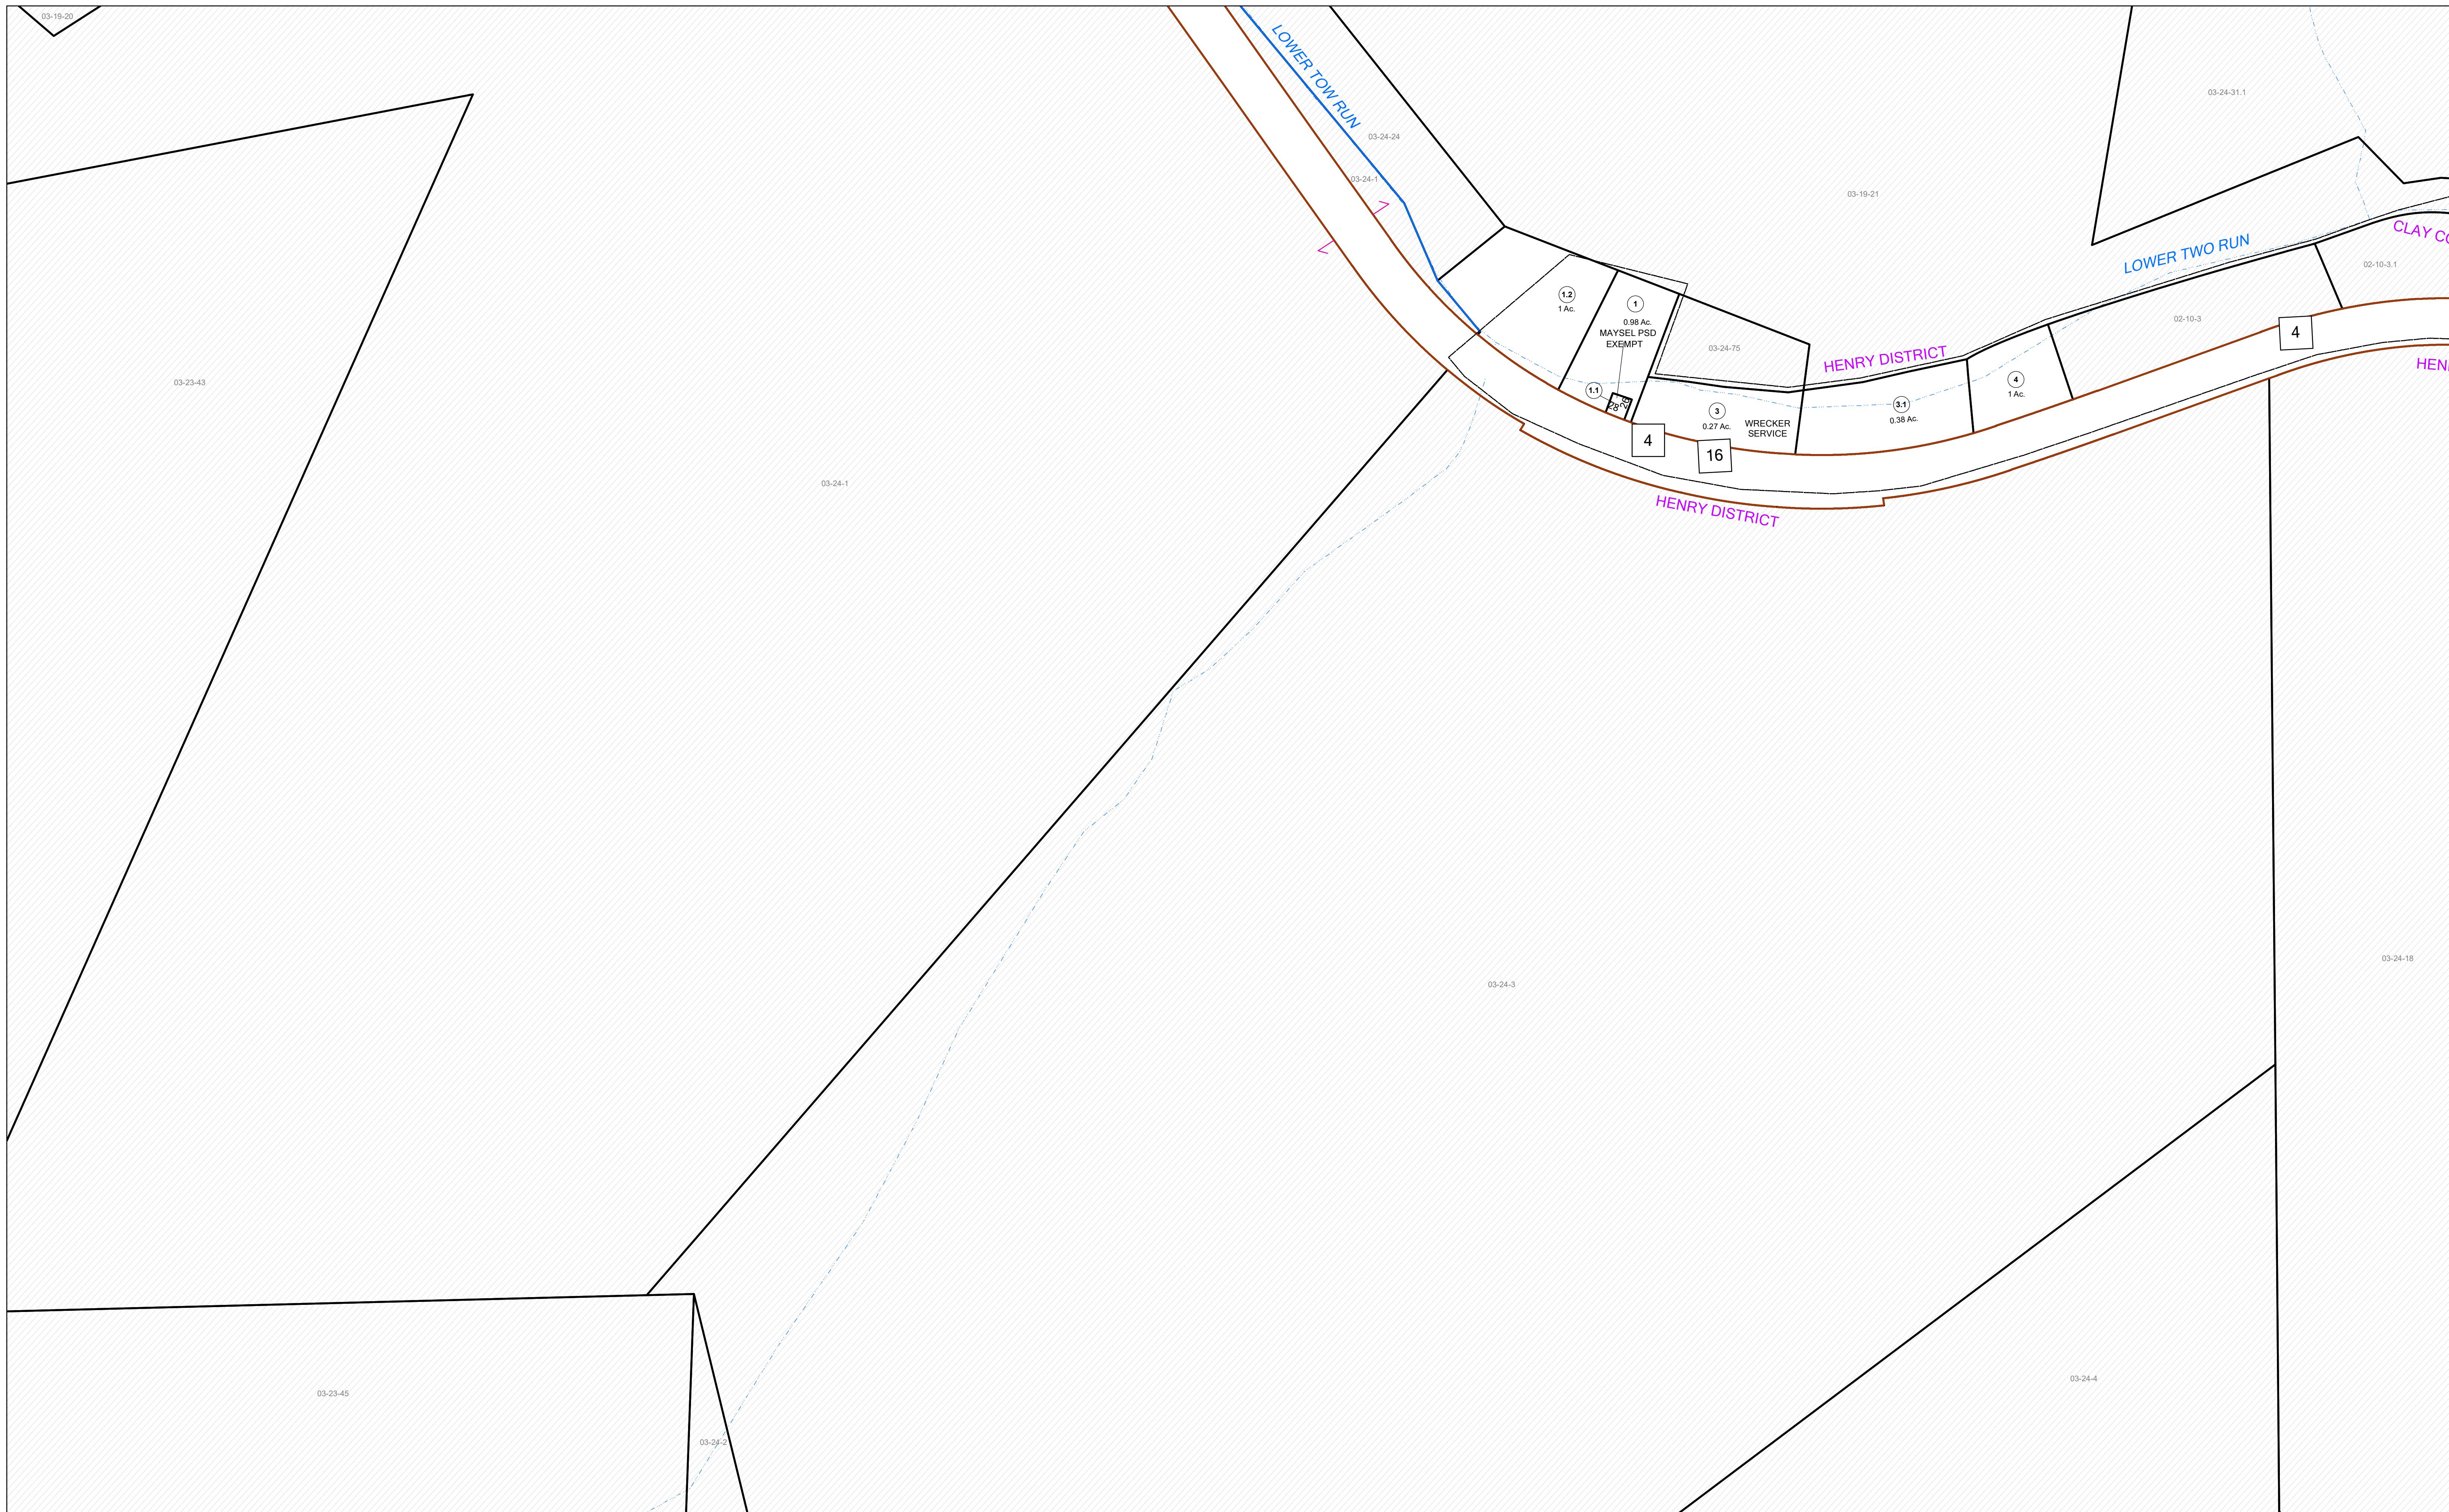 03-19-20
LOWER TOW RUN
03-24-31.1
03-24-24
03-24-1
03-19-21
CLAY CO
LOWER TWO RUN
02-10-3.1
1.2
1 Ac.
1
0.98 Ac.
MAYSEL PSD
EXEMPT
02-10-3
4
03-24-75
HENRY DISTRICT
HEN
03-23-43
4
1 Ac.
1.1
28
28
3
0.27 Ac.
WRECKER
SERVICE
3.1
0.38 Ac.
4
16
03-24-1
HENRY DISTRICT
03-24-18
03-24-3
03-24-4
03-23-45
03-24-2